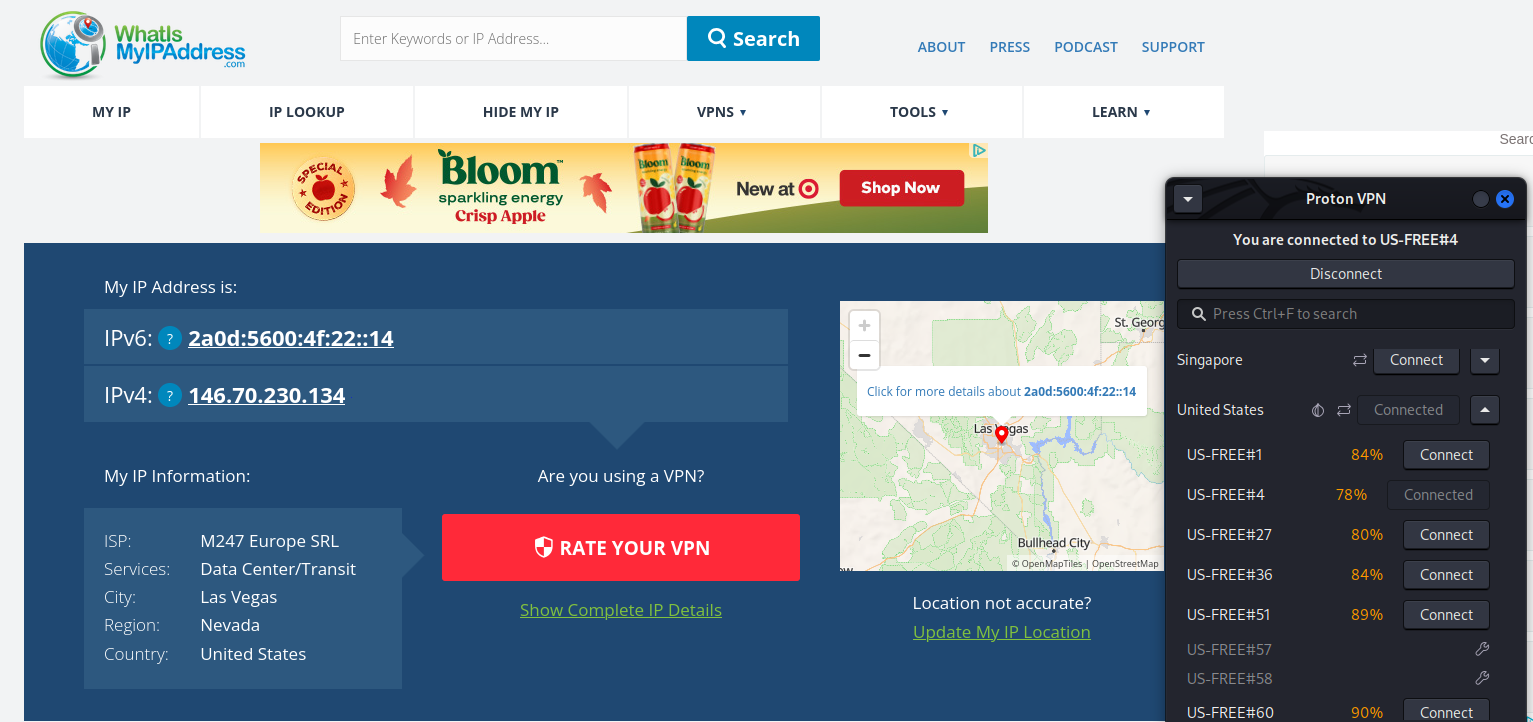 WhatIs
MyIPAddress
.com
Enter Keywords or IP Address...
Search
ABOUT PRESS PODCAST SUPPORT
MY IP IP LOOKUP HIDE MY IP VPNS ▾ TOOLS ▾ LEARN ▾
SPECIAL EDITION
Bloom™
sparkling energy
Crisp Apple
Bloom
Bloom
New at
Shop Now
My IP Address is:
IPv6: ? 2a0d:5600:4f:22::14
IPv4: ? 146.70.230.134
My IP Information:
ISP: M247 Europe SRL
Services: Data Center/Transit
City: Las Vegas
Region: Nevada
Country: United States
Are you using a VPN?
RATE YOUR VPN
Show Complete IP Details
+
−
St. Georg
Click for more details about 2a0d:5600:4f:22::14
Las Vegas
Bullhead City
© OpenMapTiles | OpenStreetMap
Location not accurate?
Update My IP Location
Searc
Proton VPN
You are connected to US-FREE#4
Disconnect
Press Ctrl+F to search
Singapore Connect
United States Connected
US-FREE#1 84% Connect
US-FREE#4 78% Connected
US-FREE#27 80% Connect
US-FREE#36 84% Connect
US-FREE#51 89% Connect
US-FREE#57
US-FREE#58
US-FREE#60 90% Connect